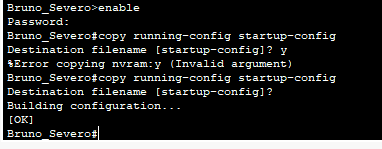 Bruno_Severo>enable
Password:
Bruno_Severo#copy running-config startup-config
Destination filename [startup-config]? y
%Error copying nvram:y (Invalid argument)
Bruno_Severo#copy running-config startup-config
Destination filename [startup-config]?
Building configuration...
[OK]
Bruno_Severo#